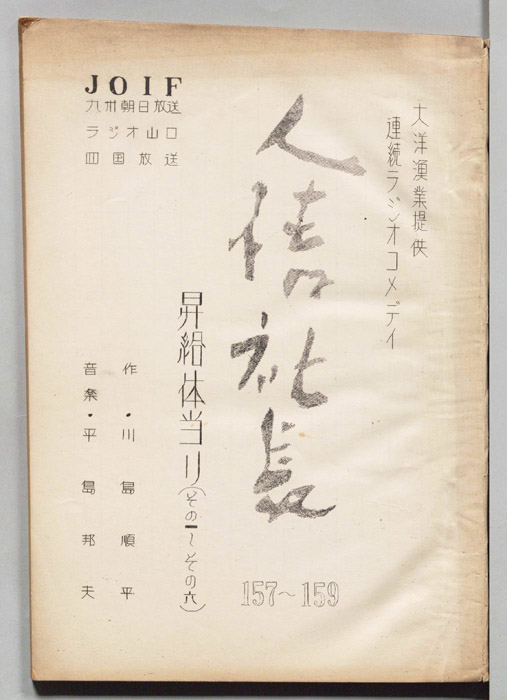 大洋漁業提供
連続ラジオコメディ
人情社長
昇給体当り(その一~その六)
157~159
JOIF
九州朝日放送
ラジオ山口
四国放送
作・川島順平
音楽・平島邦夫